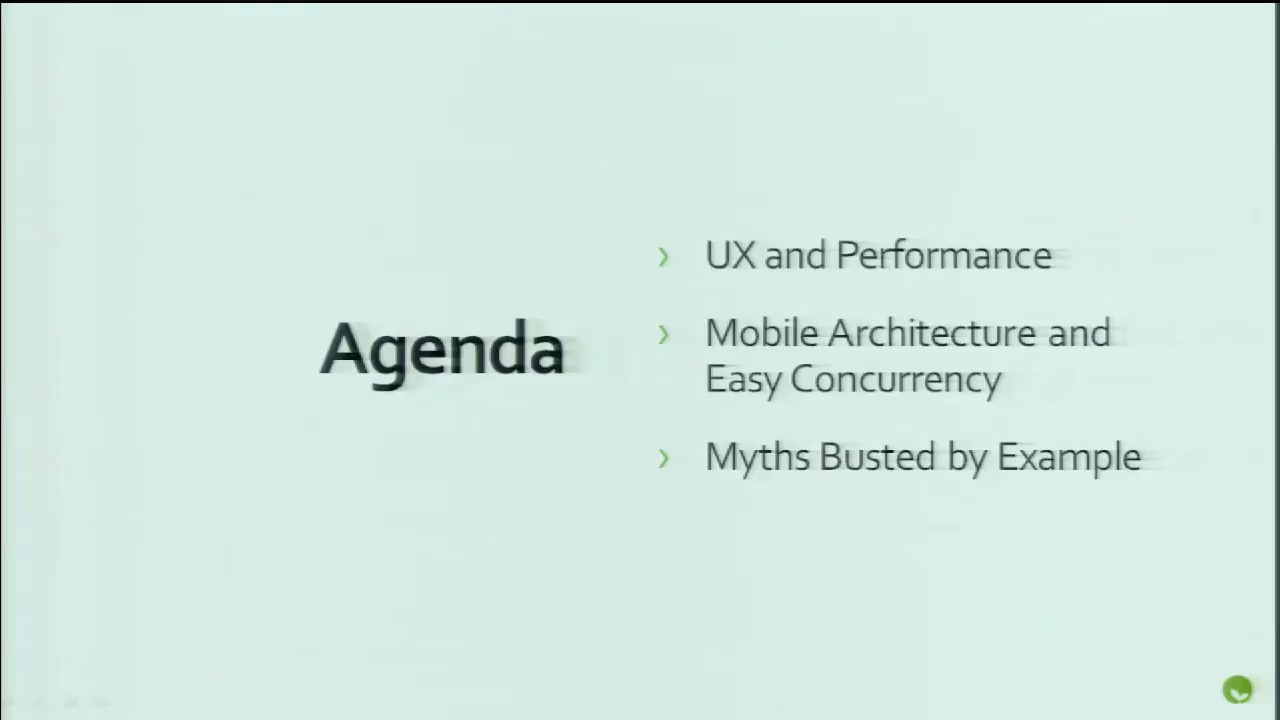 Agenda
› UX and Performance
› Mobile Architecture and
Easy Concurrency
› Myths Busted by Example